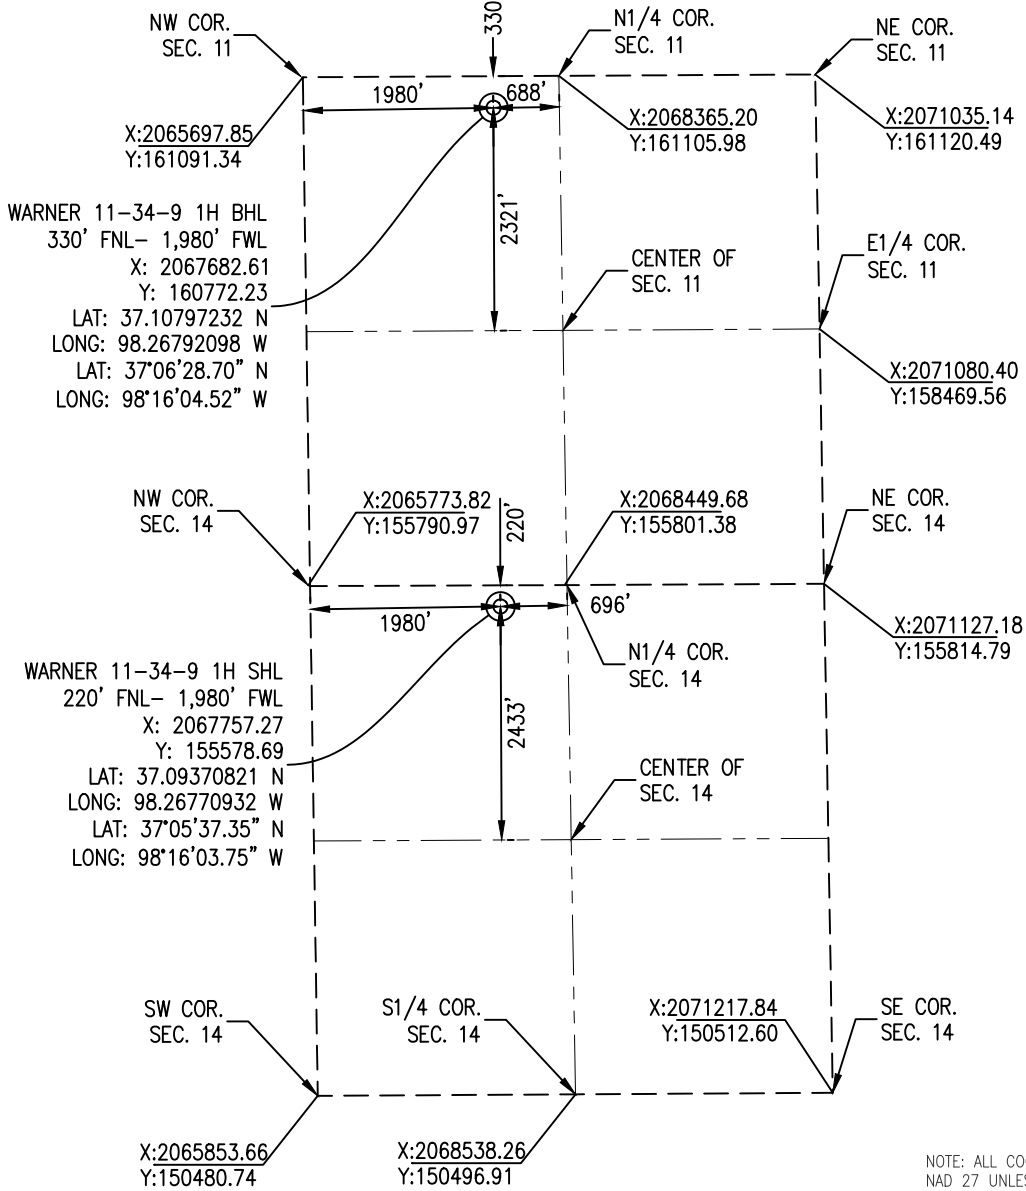 NW COR.
SEC. 11
330'
N1/4 COR.
SEC. 11
NE COR.
SEC. 11
1980'
688'
X:2065697.85
Y:161091.34
X:2068365.20
Y:161105.98
X:2071035.14
Y:161120.49
WARNER 11-34-9 1H BHL
330' FNL- 1,980' FWL
X: 2067682.61
Y: 160772.23
LAT: 37.10797232 N
LONG: 98.26792098 W
LAT: 37°06'28.70" N
LONG: 98°16'04.52" W
2321'
CENTER OF
SEC. 11
E1/4 COR.
SEC. 11
X:2071080.40
Y:158469.56
NW COR.
SEC. 14
X:2065773.82
Y:155790.97
220'
X:2068449.68
Y:155801.38
NE COR.
SEC. 14
1980'
696'
X:2071127.18
Y:155814.79
N1/4 COR.
SEC. 14
WARNER 11-34-9 1H SHL
220' FNL- 1,980' FWL
X: 2067757.27
Y: 155578.69
LAT: 37.09370821 N
LONG: 98.26770932 W
LAT: 37°05'37.35" N
LONG: 98°16'03.75" W
2433'
CENTER OF
SEC. 14
SW COR.
SEC. 14
S1/4 COR.
SEC. 14
X:2071217.84
Y:150512.60
SE COR.
SEC. 14
X:2065853.66
Y:150480.74
X:2068538.26
Y:150496.91
NOTE: ALL
NAD 27